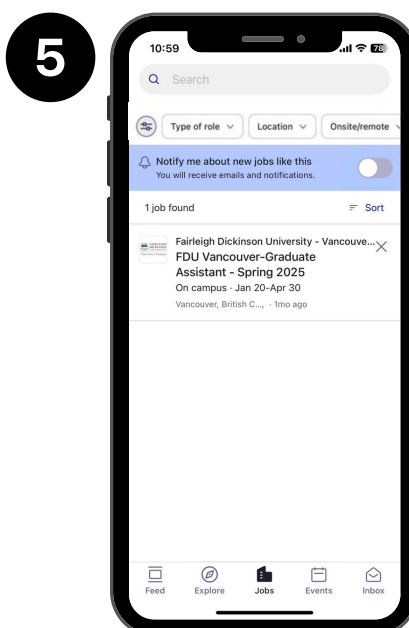 5
10:59
78
Search
Type of role
Location
Onsite/remote
Notify me about new jobs like this
You will receive emails and notifications.
1 job found
Sort
Fairleigh Dickinson University - Vancouve...
FDU Vancouver-Graduate
Assistant - Spring 2025
On campus · Jan 20-Apr 30
Vancouver, British C..., · 1mo ago
Feed
Explore
Jobs
Events
Inbox